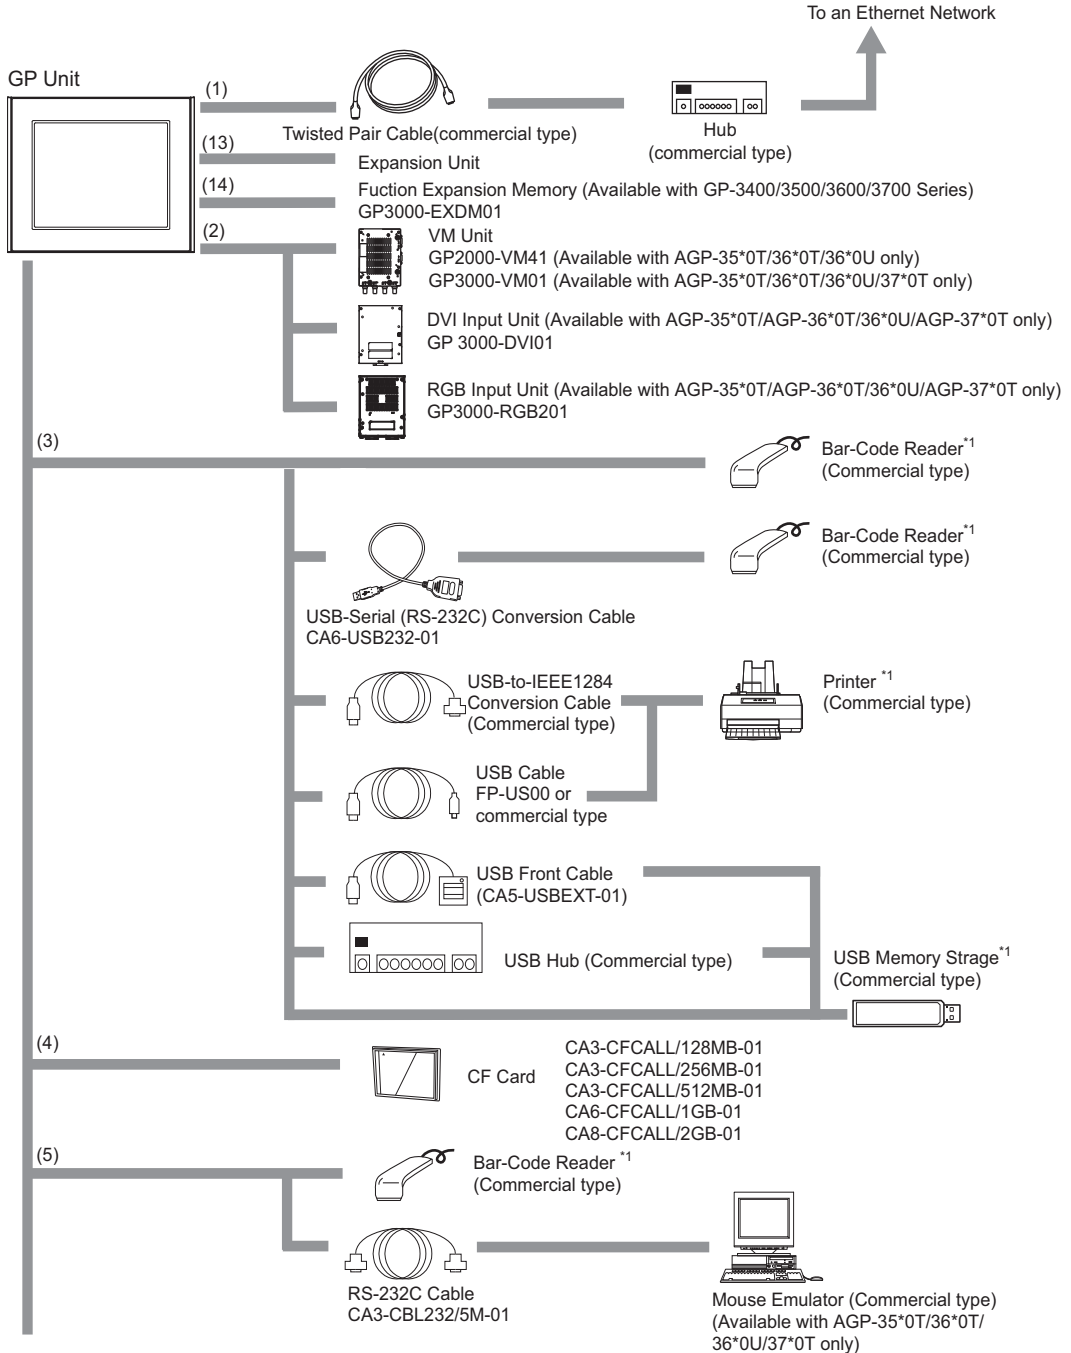 To an Ethernet Network
GP Unit
(1)
Twisted Pair Cable(commercial type)
Hub
(commercial type)
(13)
Expansion Unit
(14)
Fuction Expansion Memory (Available with GP-3400/3500/3600/3700 Series)
GP3000-EXDM01
(2)
VM Unit
GP2000-VM41 (Available with AGP-35*0T/36*0T/36*0U only)
GP3000-VM01 (Available with AGP-35*0T/36*0T/36*0U/37*0T only)
DVI Input Unit (Available with AGP-35*0T/AGP-36*0T/36*0U/AGP-37*0T only)
GP 3000-DVI01
RGB Input Unit (Available with AGP-35*0T/AGP-36*0T/36*0U/AGP-37*0T only)
GP3000-RGB201
(3)
Bar-Code Reader*1
(Commercial type)
Bar-Code Reader*1
(Commercial type)
USB-Serial (RS-232C) Conversion Cable
CA6-USB232-01
USB-to-IEEE1284
Conversion Cable
(Commercial type)
Printer *1
(Commercial type)
USB Cable
FP-US00 or
commercial type
USB Front Cable
(CA5-USBEXT-01)
USB Hub (Commercial type)
USB Memory Strage*1
(Commercial type)
(4)
CF Card
CA3-CFCALL/128MB-01
CA3-CFCALL/256MB-01
CA3-CFCALL/512MB-01
CA6-CFCALL/1GB-01
CA8-CFCALL/2GB-01
(5)
Bar-Code Reader *1
(Commercial type)
RS-232C Cable
CA3-CBL232/5M-01
Mouse Emulator (Commercial type)
(Available with AGP-35*0T/36*0T/
36*0U/37*0T only)